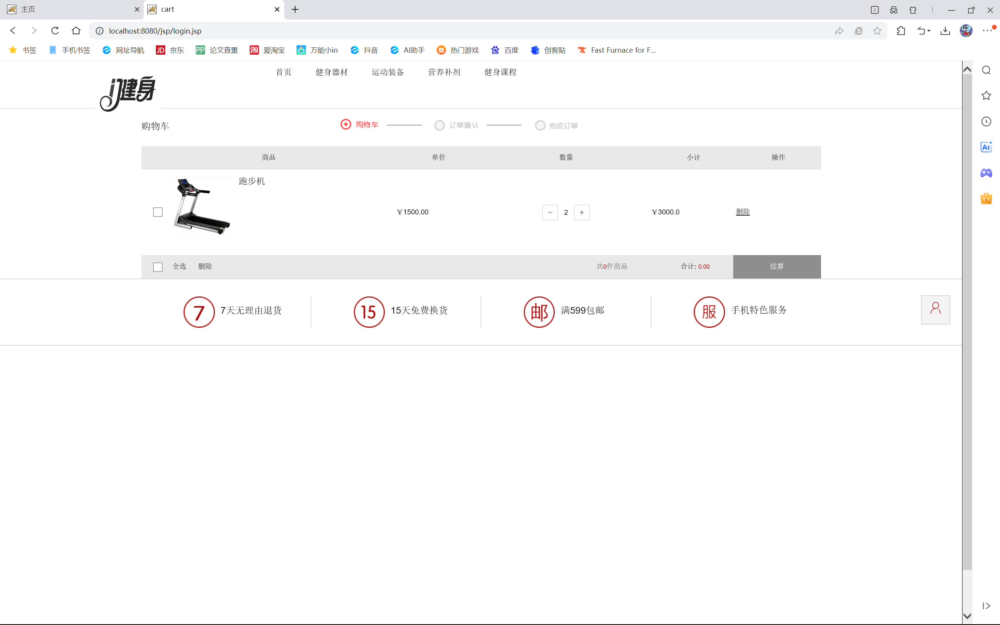 主页
cart
2
localhost:8080/jsp/login.jsp
书签 手机书签 网址导航 JD 京东 PP 论文查重 淘 爱淘宝 万能小in 抖音 AI助手 热门游戏 du 百度 创客贴 Fast Furnace for F...
AI
首页 健身器材 运动装备 营养补剂 健身课程
j健身
购物车 购物车 订单确认 完成订单
商品 单价 数量 小计 操作
跑步机
¥1500.00 − 2 + ¥3000.0 删除
全选 删除 共0件商品 合计: 0.00 结算
7 7天无理由退货 15 15天免费换货 邮 满599包邮 服 手机特色服务